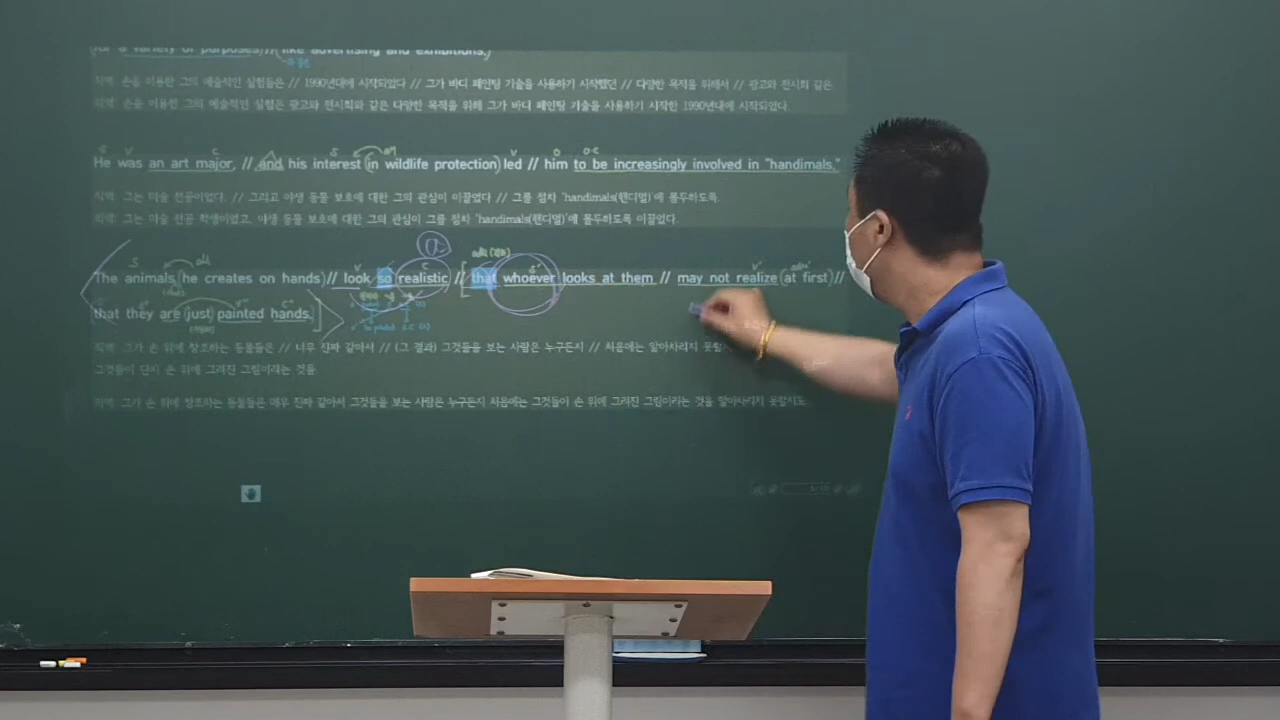 (for a variety of purposes) // (like advertising and exhibitions.)
직역: 손을 이용한 그의 예술적인 실험들은 // 1990년대에 시작되었다 // 그가 바디 페인팅 기술을 사용하기 시작했던 // 다양한 목적을 위해서 // 광고와 전시회 같은
의역: 손을 이용한 그의 예술적인 실험은 광고와 전시회와 같은 다양한 목적을 위해 그가 바디 페인팅 기술을 사용하기 시작한 1990년대에 시작되었다.
He was an art major, // and his interest (in wildlife protection) led // him to be increasingly involved in "handimals."
직역: 그는 미술 전공이었다. // 그리고 야생 동물 보호에 대한 그의 관심이 이끌었다 // 그를 점차 'handimals(핸디멀)'에 몰두하도록.
의역: 그는 미술 전공 학생이었고, 야생 동물 보호에 대한 그의 관심이 그를 점차 'handimals(핸디멀)'에 몰두하도록 이끌었다.
The animals (he creates on hands) // look so realistic // [that whoever looks at them // may not realize (at first) //
that they are (just) painted hands.]
직역: 그가 손 위에 창조하는 동물들은 // 너무 진짜 같아서 // (그 결과) 그것들을 보는 사람은 누구든지 // 처음에는 알아차리지 못할
그것들이 단지 손 위에 그려진 그림이라는 것을
의역: 그가 손 위에 창조하는 동물들은 매우 진짜 같아서 그것들을 보는 사람은 누구든지 처음에는 그것들이 손 위에 그려진 그림이라는 것을 알아차리지 못할지도